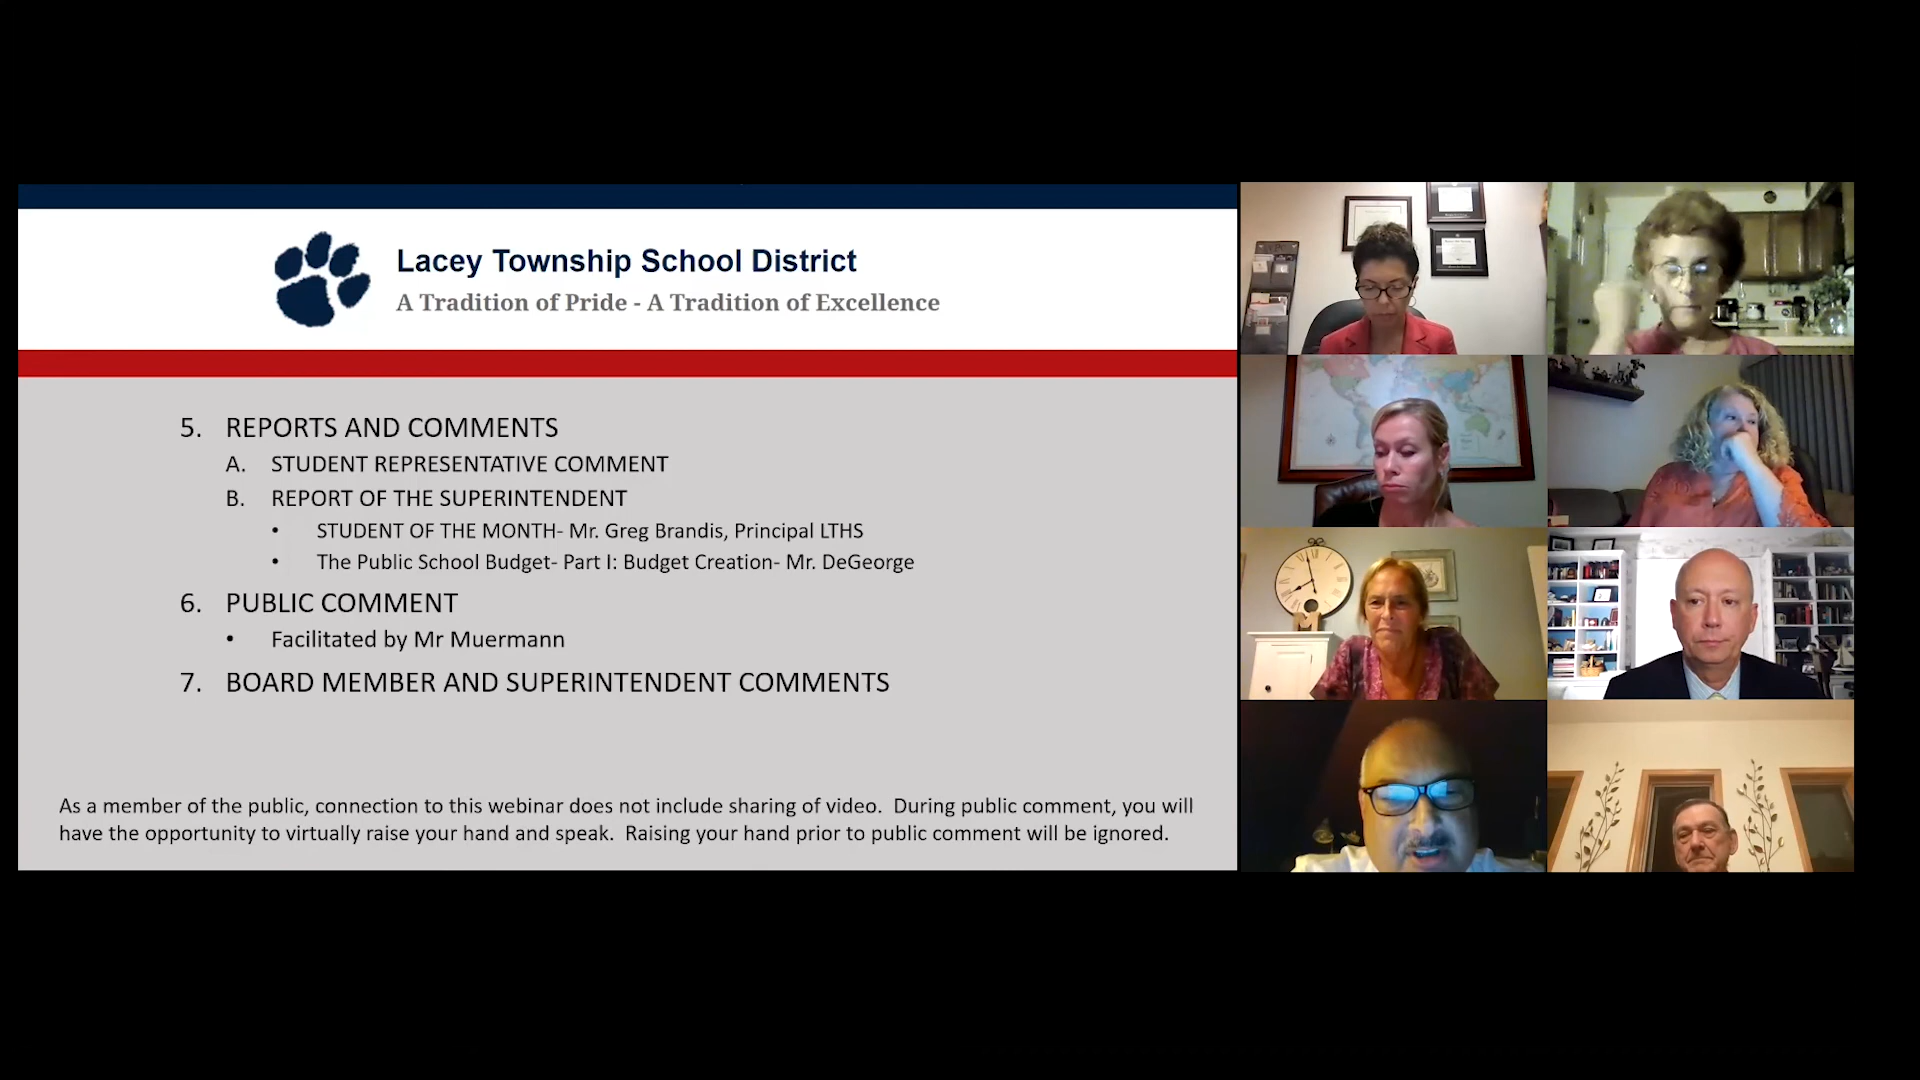 Lacey Township School District
A Tradition of Pride - A Tradition of Excellence
5. REPORTS AND COMMENTS
A. STUDENT REPRESENTATIVE COMMENT
B. REPORT OF THE SUPERINTENDENT
• STUDENT OF THE MONTH- Mr. Greg Brandis, Principal LTHS
• The Public School Budget- Part I: Budget Creation- Mr. DeGeorge
6. PUBLIC COMMENT
• Facilitated by Mr Muermann
7. BOARD MEMBER AND SUPERINTENDENT COMMENTS
As a member of the public, connection to this webinar does not include sharing of video. During public comment, you will
have the opportunity to virtually raise your hand and speak. Raising your hand prior to public comment will be ignored.
M